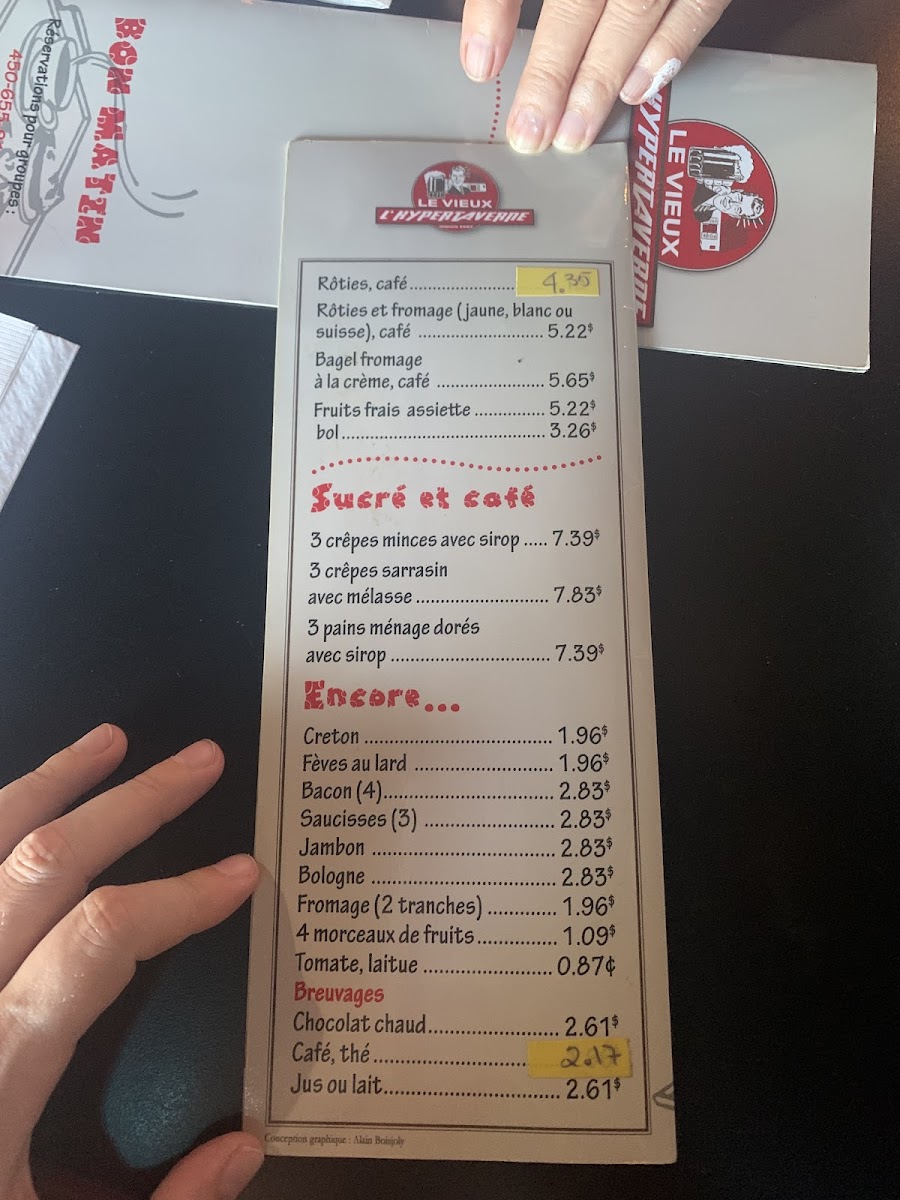 BON MATIN
Réservations pour groupes :
LE VIEUX
L'HYPERTAVERNE
LE VIEUX
L'HYPERTAVERNE
Rôties, café ........................ 4.35
Rôties et fromage (jaune, blanc ou
suisse), café ........................ 5.22$
Bagel fromage
à la crème, café ..................... 5.65$
Fruits frais assiette .............. 5.22$
bol .......................................... 3.26$
Sucré et café
3 crêpes minces avec sirop ..... 7.39$
3 crêpes sarrasin
avec mélasse ........................... 7.83$
3 pains ménage dorés
avec sirop ................................ 7.39$
Encore...
Creton ..................................... 1.96$
Fèves au lard ........................... 1.96$
Bacon (4).................................. 2.83$
Saucisses (3) .......................... 2.83$
Jambon .................................... 2.83$
Bologne .................................... 2.83$
Fromage (2 tranches) ............. 1.96$
4 morceaux de fruits................ 1.09$
Tomate, laitue ......................... 0.87¢
Breuvages
Chocolat chaud......................... 2.61$
Café, thé ............................. 2.17
Jus ou lait.................................. 2.61$
Conception graphique : Alain Boisjoly